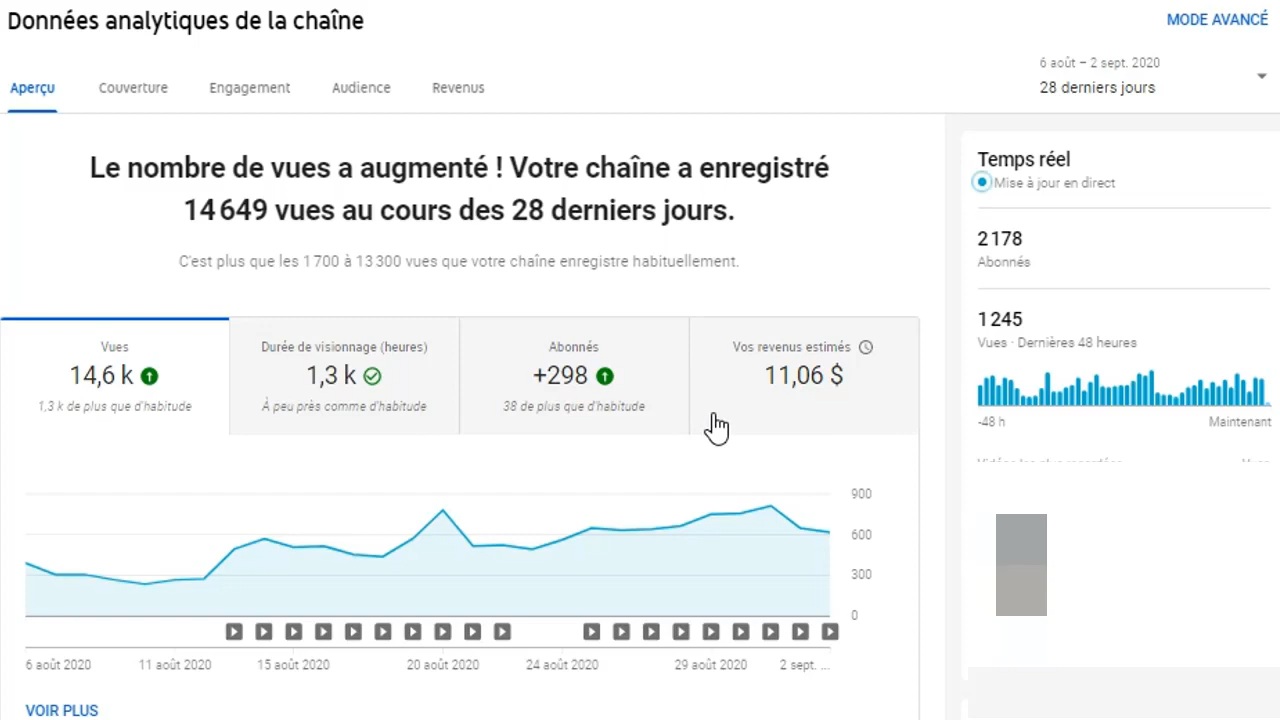 Données analytiques de la chaîne
MODE AVANCÉ
6 août – 2 sept. 2020
28 derniers jours
Aperçu
Couverture
Engagement
Audience
Revenus
Le nombre de vues a augmenté ! Votre chaîne a enregistré
14 649 vues au cours des 28 derniers jours.
C'est plus que les 1 700 à 13 300 vues que votre chaîne enregistre habituellement.
Vues
14,6 k
1,3 k de plus que d'habitude
Durée de visionnage (heures)
1,3 k
À peu près comme d'habitude
Abonnés
+298
38 de plus que d'habitude
Vos revenus estimés
11,06 $
900
600
300
0
6 août 2020
11 août 2020
15 août 2020
20 août 2020
24 août 2020
29 août 2020
2 sept. ...
VOIR PLUS
Temps réel
Mise à jour en direct
2 178
Abonnés
1 245
Vues · Dernières 48 heures
-48 h
Maintenant